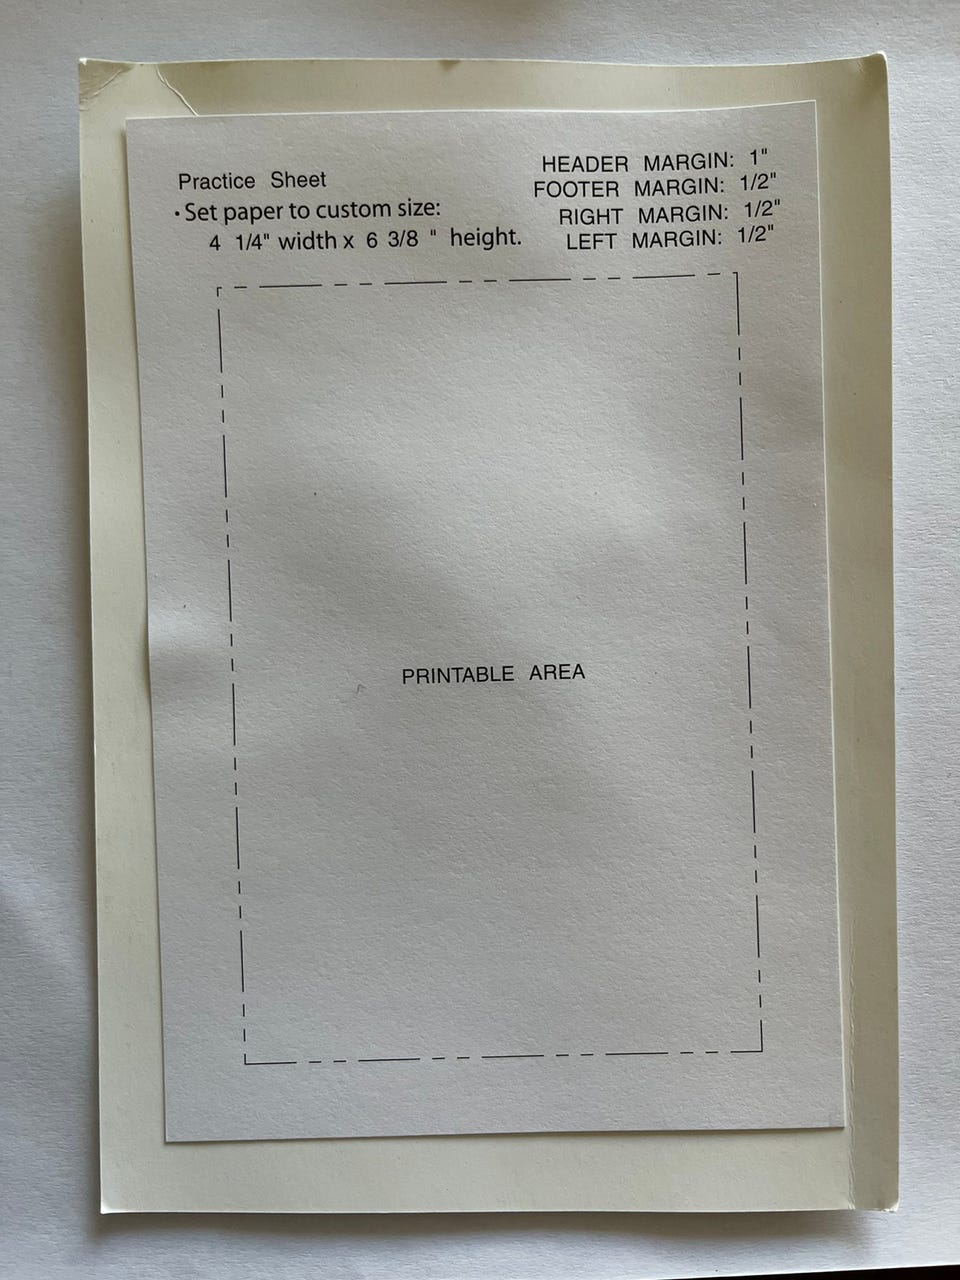 Practice Sheet
• Set paper to custom size:
4 1/4" width x 6 3/8 " height.
HEADER MARGIN: 1"
FOOTER MARGIN: 1/2"
RIGHT MARGIN: 1/2"
LEFT MARGIN: 1/2"
PRINTABLE AREA